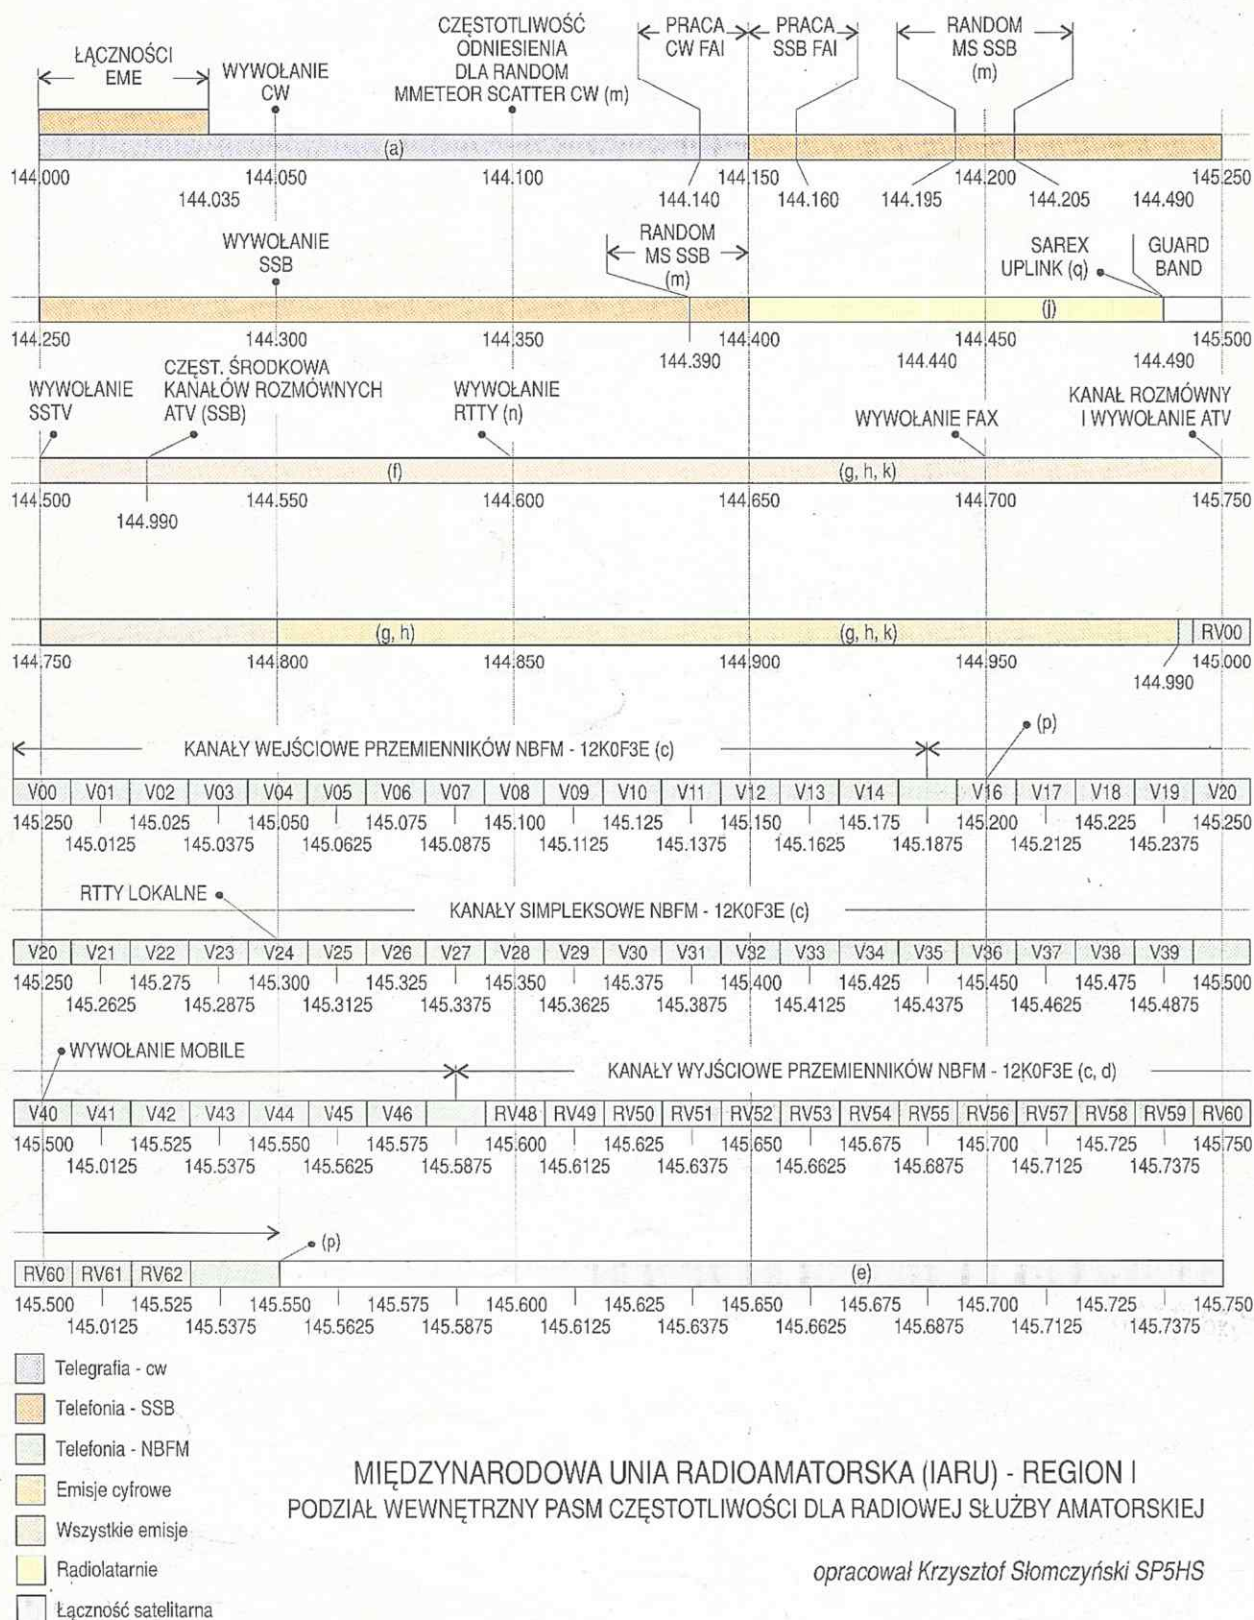 ŁĄCZNOŚCI
EME
WYWOŁANIE
CW
CZĘSTOTLIWOŚĆ
ODNIESIENIA
DLA RANDOM
MMETEOR SCATTER CW (m)
PRACA
CW FAI
PRACA
SSB FAI
RANDOM
MS SSB
(m)
(a)
144.000 144.050 144.100 144.150 144.200 145.250
144.035 144.140 144.160 144.195 144.205 144.490
WYWOŁANIE
SSB
RANDOM
MS SSB
(m)
SAREX
UPLINK (q)
GUARD
BAND
(j)
144.250 144.300 144.350 144.400 144.450 145.500
144.390 144.440 144.490
WYWOŁANIE
SSTV
CZĘST. ŚRODKOWA
KANAŁÓW ROZMÓWNYCH
ATV (SSB)
WYWOŁANIE
RTTY (n)
WYWOŁANIE FAX
KANAŁ ROZMÓWNY
I WYWOŁANIE ATV
(f) (g, h, k)
144.500 144.550 144.600 144.650 144.700 145.750
144.990
(g, h) (g, h, k) RV00
144.750 144.800 144.850 144.900 144.950 145.000
144.990
(p)
KANAŁY WEJŚCIOWE PRZEMIENNIKÓW NBFM - 12K0F3E (c)
V00 V01 V02 V03 V04 V05 V06 V07 V08 V09 V10 V11 V12 V13 V14 V16 V17 V18 V19 V20
145.250 145.025 145.050 145.075 145.100 145.125 145.150 145.175 145.200 145.225 145.250
145.0125 145.0375 145.0625 145.0875 145.1125 145.1375 145.1625 145.1875 145.2125 145.2375
RTTY LOKALNE
KANAŁY SIMPLEKSOWE NBFM - 12K0F3E (c)
V20 V21 V22 V23 V24 V25 V26 V27 V28 V29 V30 V31 V32 V33 V34 V35 V36 V37 V38 V39
145.250 145.275 145.300 145.325 145.350 145.375 145.400 145.425 145.450 145.475 145.500
145.2625 145.2875 145.3125 145.3375 145.3625 145.3875 145.4125 145.4375 145.4625 145.4875
WYWOŁANIE MOBILE
KANAŁY WYJŚCIOWE PRZEMIENNIKÓW NBFM - 12K0F3E (c, d)
V40 V41 V42 V43 V44 V45 V46 RV48 RV49 RV50 RV51 RV52 RV53 RV54 RV55 RV56 RV57 RV58 RV59 RV60
145.500 145.525 145.550 145.575 145.600 145.625 145.650 145.675 145.700 145.725 145.750
145.0125 145.5375 145.5625 145.5875 145.6125 145.6375 145.6625 145.6875 145.7125 145.7375
(p)
RV60 RV61 RV62 (e)
145.500 145.525 145.550 145.575 145.600 145.625 145.650 145.675 145.700 145.725 145.750
145.0125 145.5375 145.5625 145.5875 145.6125 145.6375 145.6625 145.6875 145.7125 145.7375
Telegrafia - cw
Telefonia - SSB
Telefonia - NBFM
Emisje cyfrowe
Wszystkie emisje
Radiolatarnie
Łączność satelitarna
MIĘDZYNARODOWA UNIA RADIOAMATORSKA (IARU) - REGION I
PODZIAŁ WEWNĘTRZNY PASM CZĘSTOTLIWOŚCI DLA RADIOWEJ SŁUŻBY AMATORSKIEJ
opracował Krzysztof Słomczyński SP5HS